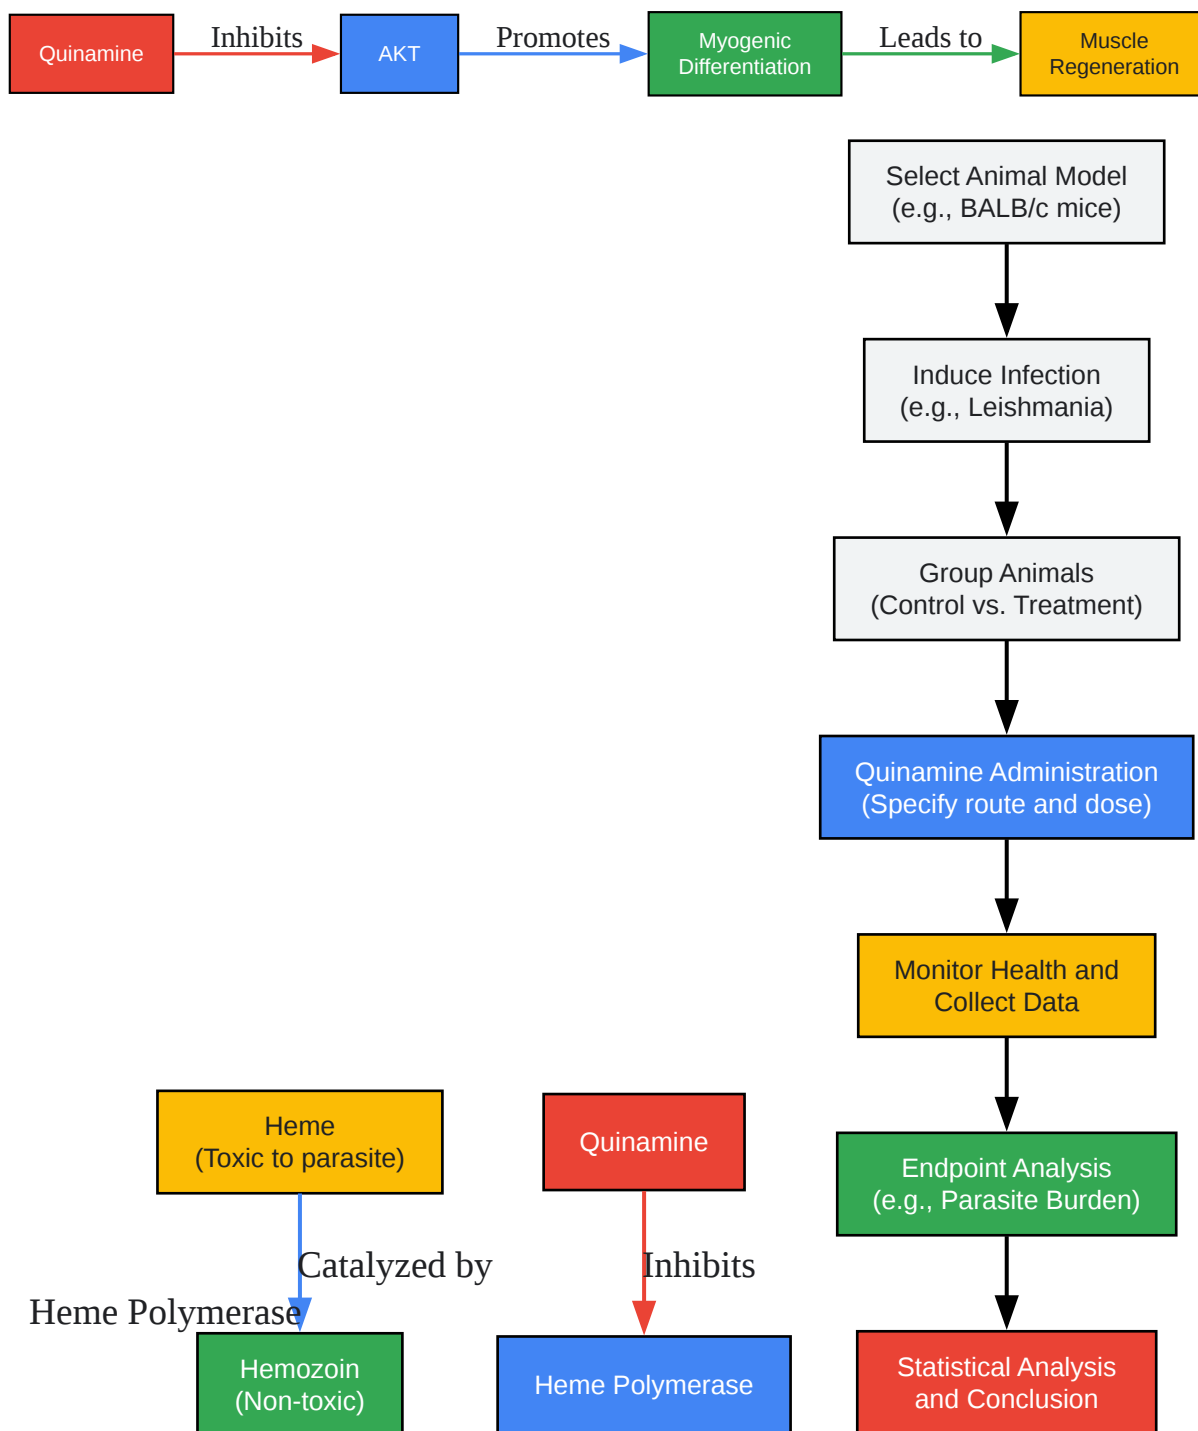 Quinamine
Inhibits
AKT
Promotes
Myogenic
Differentiation
Leads to
Muscle
Regeneration
Select Animal Model
(e.g., BALB/c mice)
Induce Infection
(e.g., Leishmania)
Group Animals
(Control vs. Treatment)
Quinamine Administration
(Specify route and dose)
Monitor Health and
Collect Data
Endpoint Analysis
(e.g., Parasite Burden)
Statistical Analysis
and Conclusion
Heme
(Toxic to parasite)
Catalyzed by
Heme Polymerase
Hemozoin
(Non-toxic)
Quinamine
Inhibits
Heme Polymerase